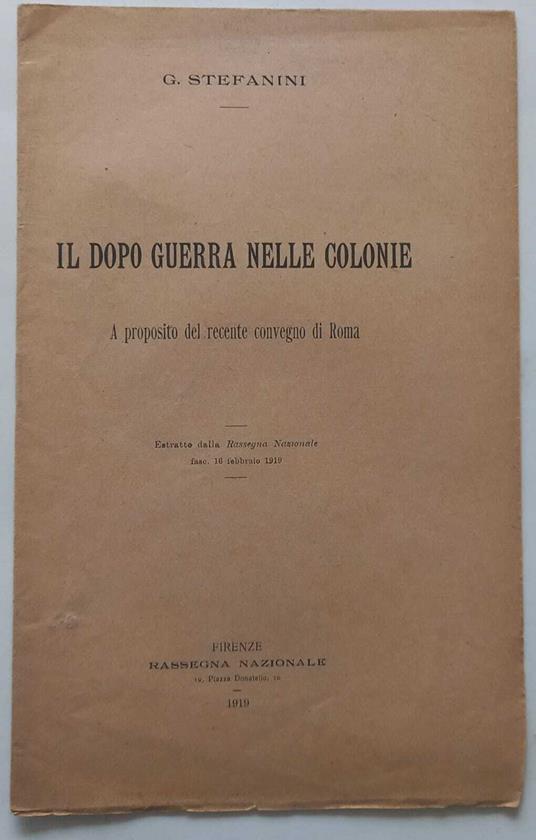 G. STEFANINI
IL DOPO GUERRA NELLE COLONIE
A proposito del recente convegno di Roma
Estratto dalla Rassegna Nazionale
fasc. 16 febbraio 1919
FIRENZE
RASSEGNA NAZIONALE
19, Piazza Donatello, 19
1919